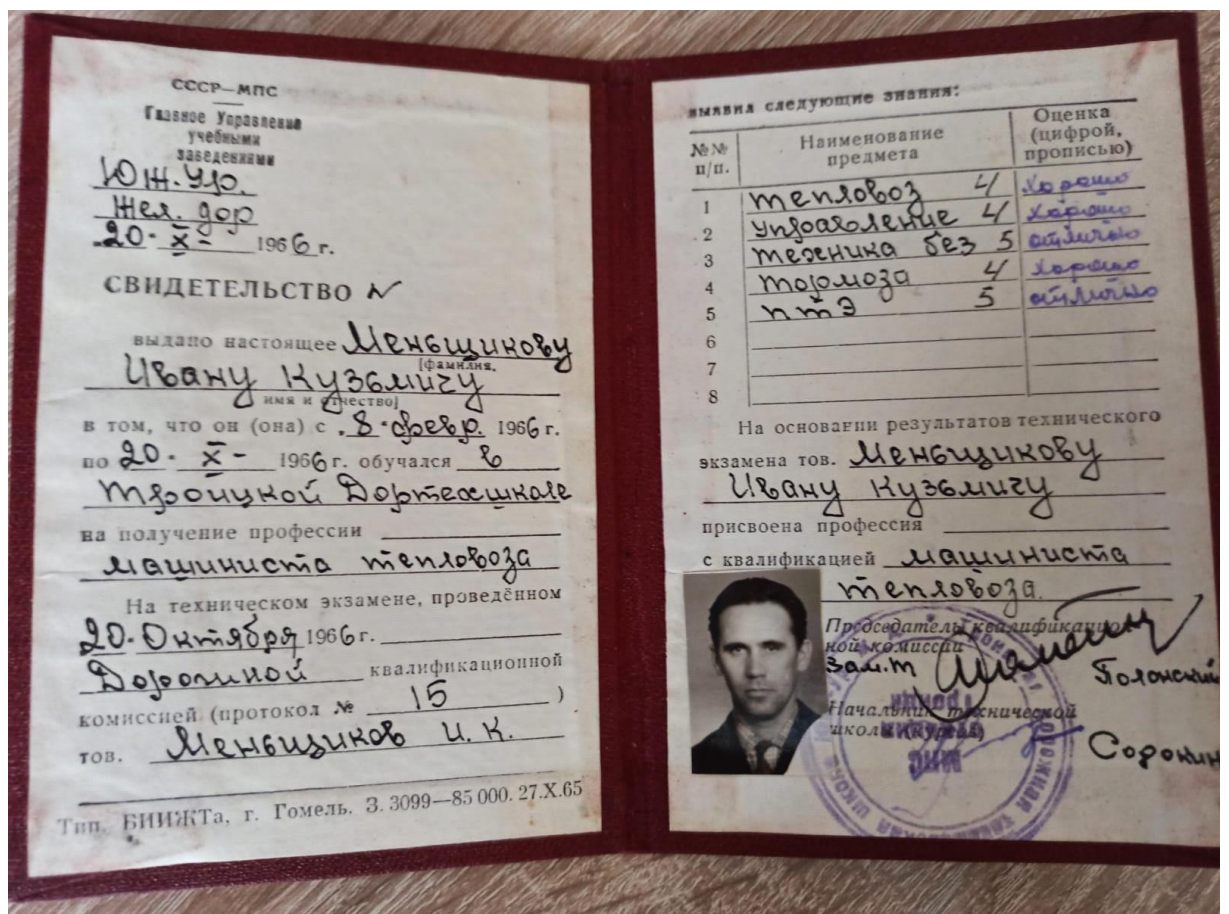 СССР—МПС
Главное Управление
учебными
заведениями
Юж. Ур.
Жел. дор
20 - X - 1966 г.
СВИДЕТЕЛЬСТВО №
выдано настоящее Меньщикову
[фамилия,
Ивану Кузьмичу
имя и отчество]
в том, что он (она) с 8 - февр. 1966 г.
по 20 - X - 1966 г. обучался в
Троицкой Дортехшколе
на получение профессии
машиниста тепловоза
На техническом экзамене, проведённом
20 - Октября 1966 г.
Дорожной квалификационной
комиссией (протокол № 15 )
тов. Меньщиков И. К.
Тип. БИИЖТа, г. Гомель. З. 3099—85 000. 27.X.65
выявил следующие знания:
№№ п/п. Наименование предмета Оценка (цифрой, прописью)
1 Тепловоз 4 хорошо
2 управление 4 хорошо
3 техника без 5 отлично
4 тормоза 4 хорошо
5 ПТЭ 5 отлично
6
7
8
На основании результатов технического
экзамена тов. Меньщикову
Ивану Кузьмичу
присвоена профессия
с квалификацией машиниста
тепловоза.
Председатель квалификацион-
ной комиссии
Зам. Т
Полонский
Начальник технической
школы (курсов)
Сорокин